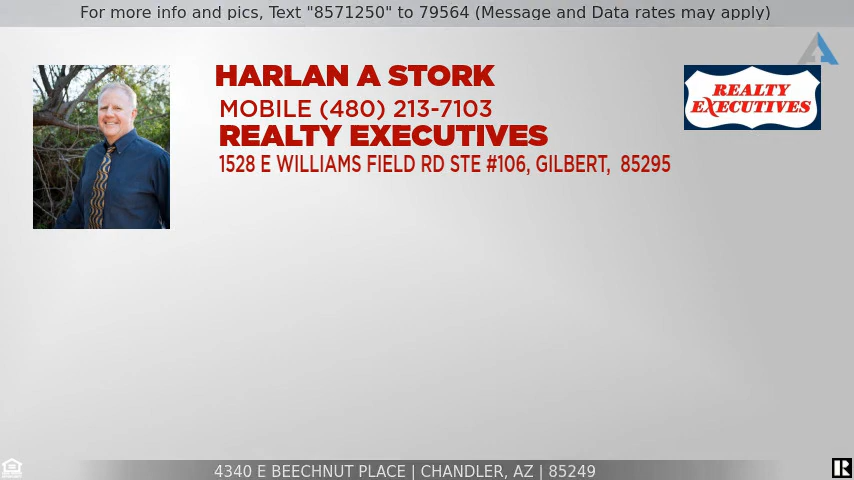 For more info and pics, Text "8571250" to 79564 (Message and Data rates may apply)
HARLAN A STORK
MOBILE (480) 213-7103
REALTY EXECUTIVES
1528 E WILLIAMS FIELD RD STE #106, GILBERT,  85295
REALTY
EXECUTIVES
4340 E BEECHNUT PLACE | CHANDLER, AZ | 85249